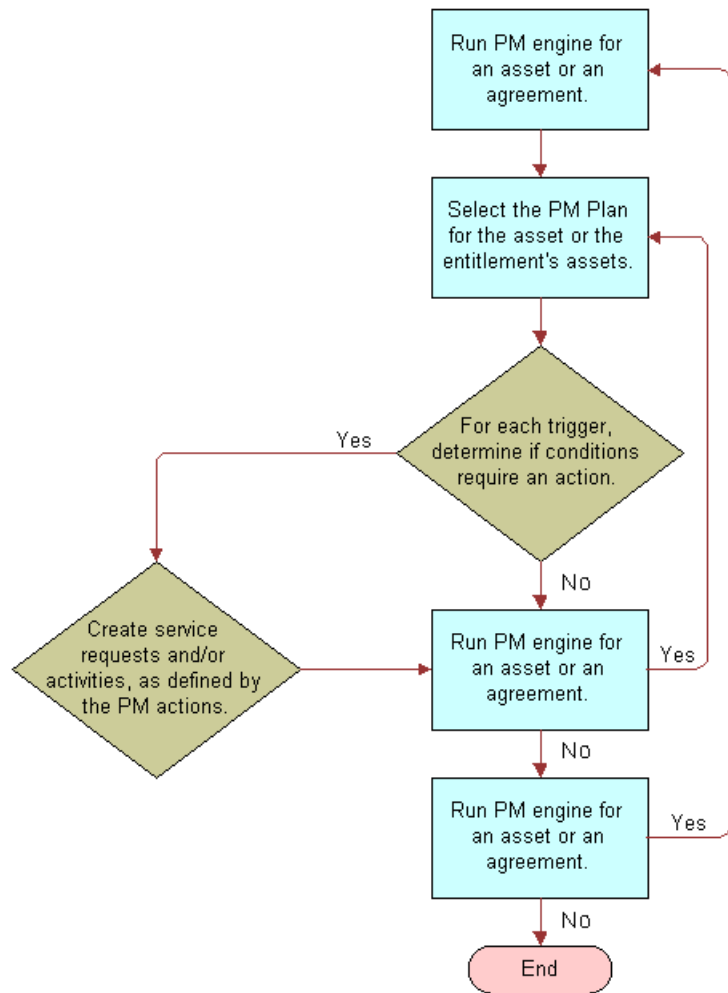 Run PM engine for
an asset or an
agreement.
Select the PM Plan
for the asset or the
entitlement's assets.
For each trigger,
determine if conditions
require an action.
Yes
No
Create service
requests and/or
activities, as defined by
the PM actions.
Run PM engine for
an asset or an
agreement.
Yes
No
Run PM engine for
an asset or an
agreement.
Yes
No
End